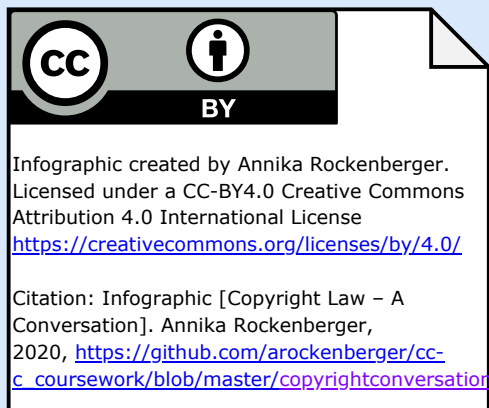 CC
BY
Infographic created by Annika Rockenberger.
Licensed under a CC-BY4.0 Creative Commons
Attribution 4.0 International License
https://creativecommons.org/licenses/by/4.0/
Citation: Infographic [Copyright Law – A
Conversation]. Annika Rockenberger,
2020, https://github.com/arockenberger/cc-
c_coursework/blob/master/copyrightconversation